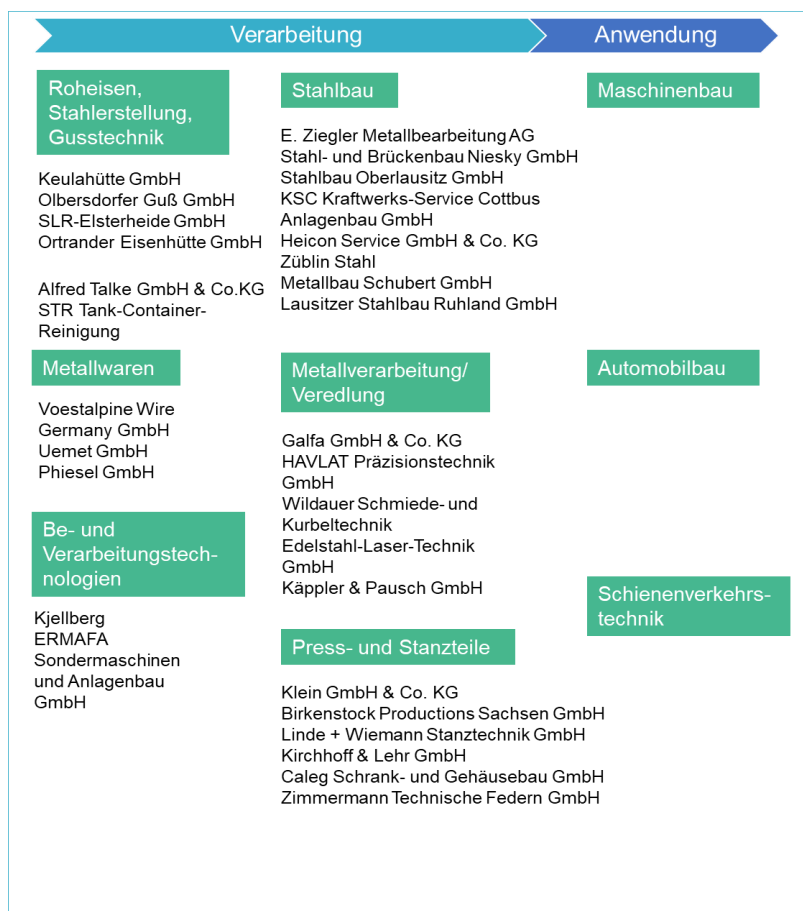 Verarbeitung
Anwendung
Roheisen,
Stahlerstellung,
Gusstechnik
Keulahütte GmbH
Olbersdorfer Guß GmbH
SLR-Elsterheide GmbH
Ortrander Eisenhütte GmbH
Alfred Talke GmbH & Co.KG
STR Tank-Container-
Reinigung
Metallwaren
Voestalpine Wire
Germany GmbH
Uemet GmbH
Phiesel GmbH
Be- und
Verarbeitungstech-
nologien
Kjellberg
ERMAFA
Sondermaschinen
und Anlagenbau
GmbH
Stahlbau
E. Ziegler Metallbearbeitung AG
Stahl- und Brückenbau Niesky GmbH
Stahlbau Oberlausitz GmbH
KSC Kraftwerks-Service Cottbus
Anlagenbau GmbH
Heicon Service GmbH & Co. KG
Züblin Stahl
Metallbau Schubert GmbH
Lausitzer Stahlbau Ruhland GmbH
Metallverarbeitung/
Veredlung
Galfa GmbH & Co. KG
HAVLAT Präzisionstechnik
GmbH
Wildauer Schmiede- und
Kurbeltechnik
Edelstahl-Laser-Technik
GmbH
Käppler & Pausch GmbH
Press- und Stanzteile
Klein GmbH & Co. KG
Birkenstock Productions Sachsen GmbH
Linde + Wiemann Stanztechnik GmbH
Kirchhoff & Lehr GmbH
Caleg Schrank- und Gehäusebau GmbH
Zimmermann Technische Federn GmbH
Maschinenbau
Automobilbau
Schienenverkehrs-
technik